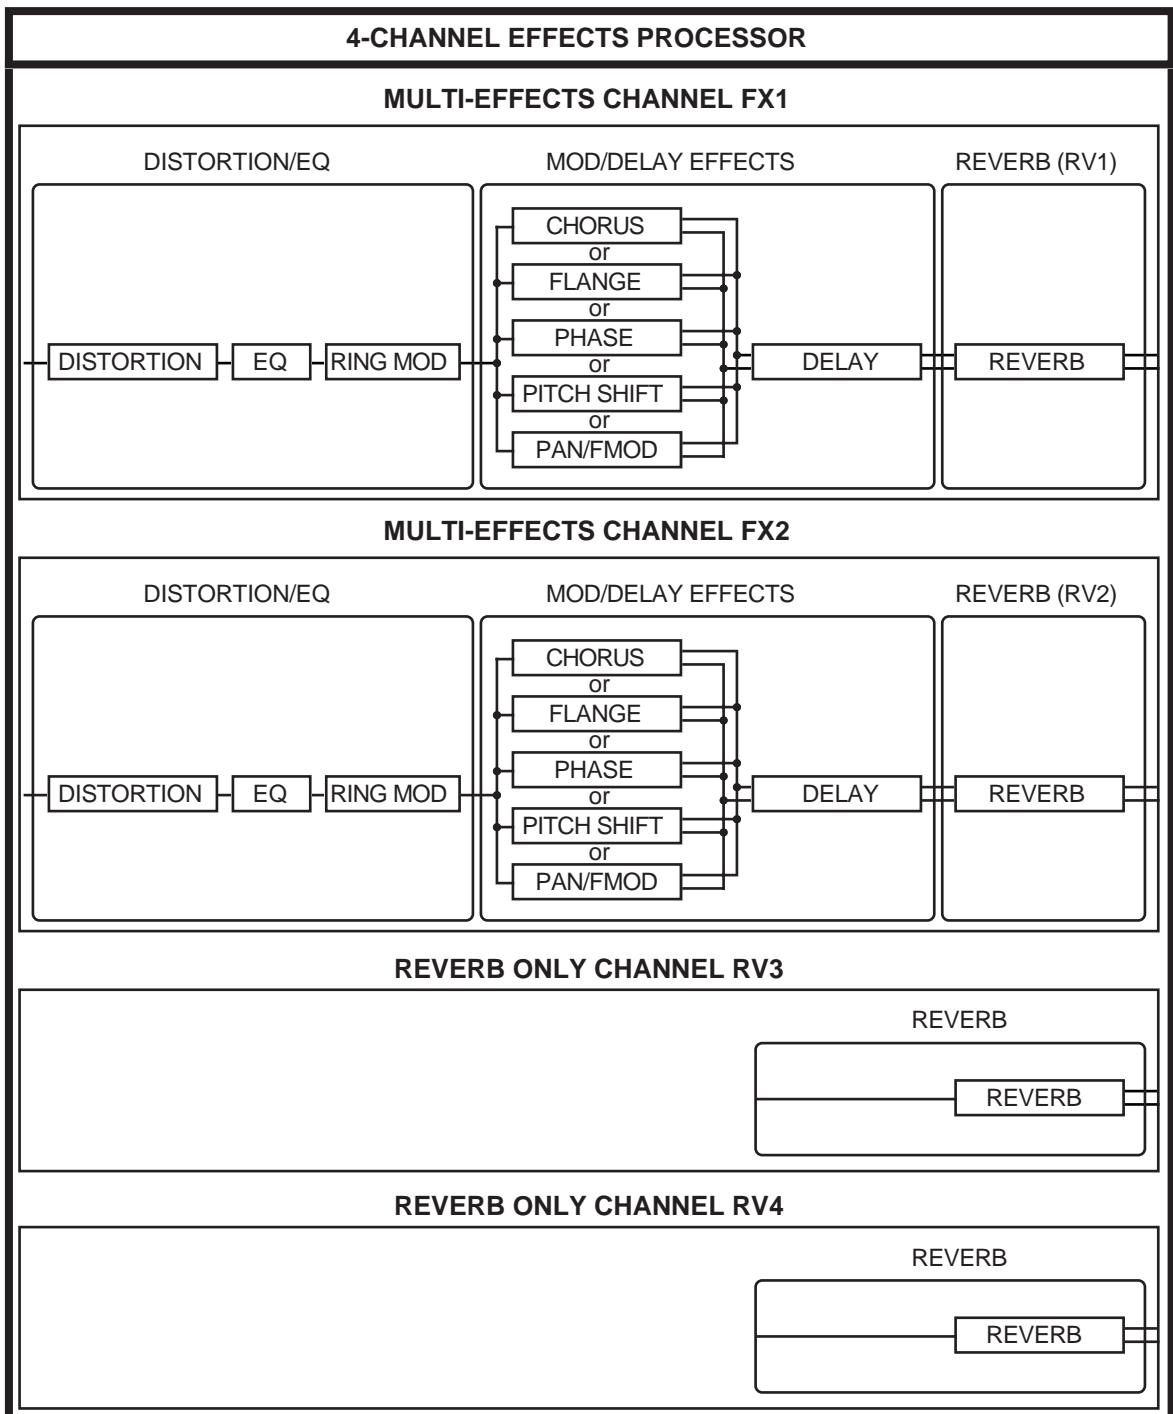 4-CHANNEL EFFECTS PROCESSOR
MULTI-EFFECTS CHANNEL FX1
DISTORTION/EQ
MOD/DELAY EFFECTS
REVERB (RV1)
CHORUS
or
FLANGE
or
PHASE
or
PITCH SHIFT
or
PAN/FMOD
DISTORTION
EQ
RING MOD
DELAY
REVERB
MULTI-EFFECTS CHANNEL FX2
DISTORTION/EQ
MOD/DELAY EFFECTS
REVERB (RV2)
CHORUS
or
FLANGE
or
PHASE
or
PITCH SHIFT
or
PAN/FMOD
DISTORTION
EQ
RING MOD
DELAY
REVERB
REVERB ONLY CHANNEL RV3
REVERB
REVERB
REVERB ONLY CHANNEL RV4
REVERB
REVERB